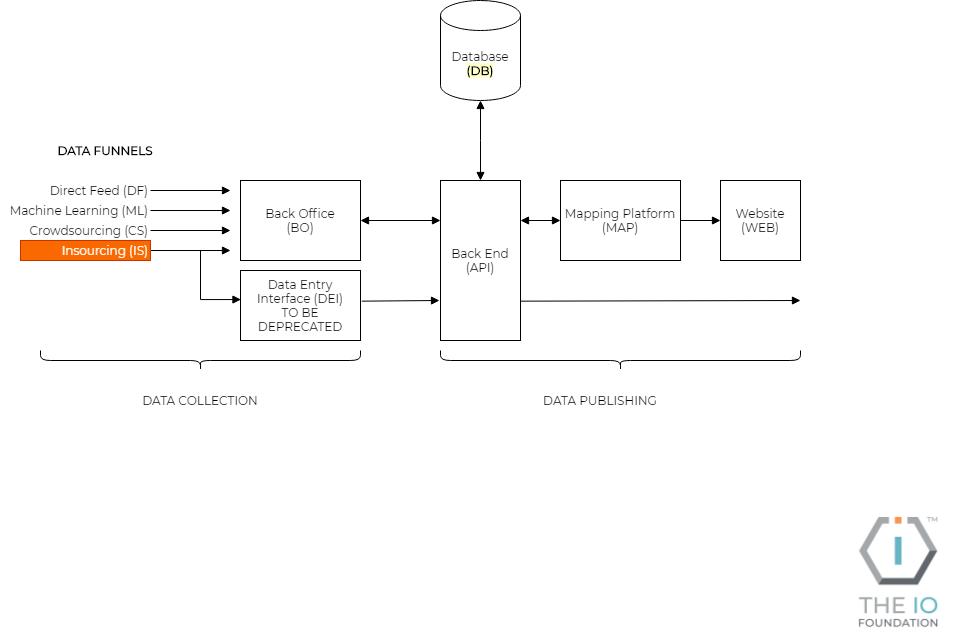 Database
(DB)
DATA FUNNELS
Direct Feed (DF)
Machine Learning (ML)
Crowdsourcing (CS)
Insourcing (IS)
Back Office
(BO)
Data Entry
Interface (DEI)
TO BE
DEPRECATED
Back End
(API)
Mapping Platform
(MAP)
Website
(WEB)
DATA COLLECTION
DATA PUBLISHING
TM
THE IO
FOUNDATION